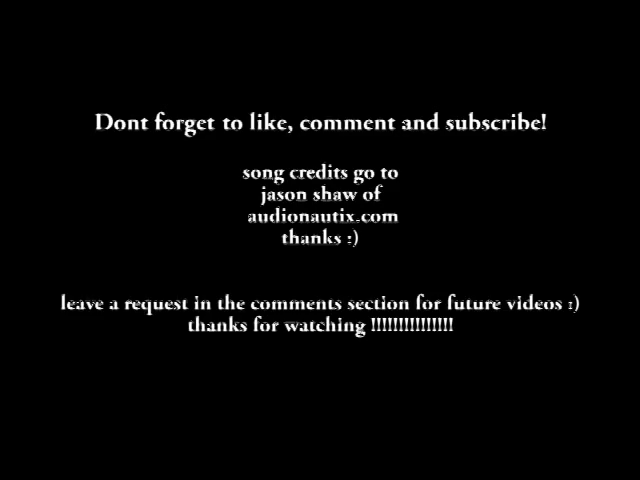 Dont forget to like, comment and subscribe!
song credits go to
jason shaw of
audionautix.com
thanks :)
leave a request in the comments section for future videos :)
thanks for watching !!!!!!!!!!!!!!!